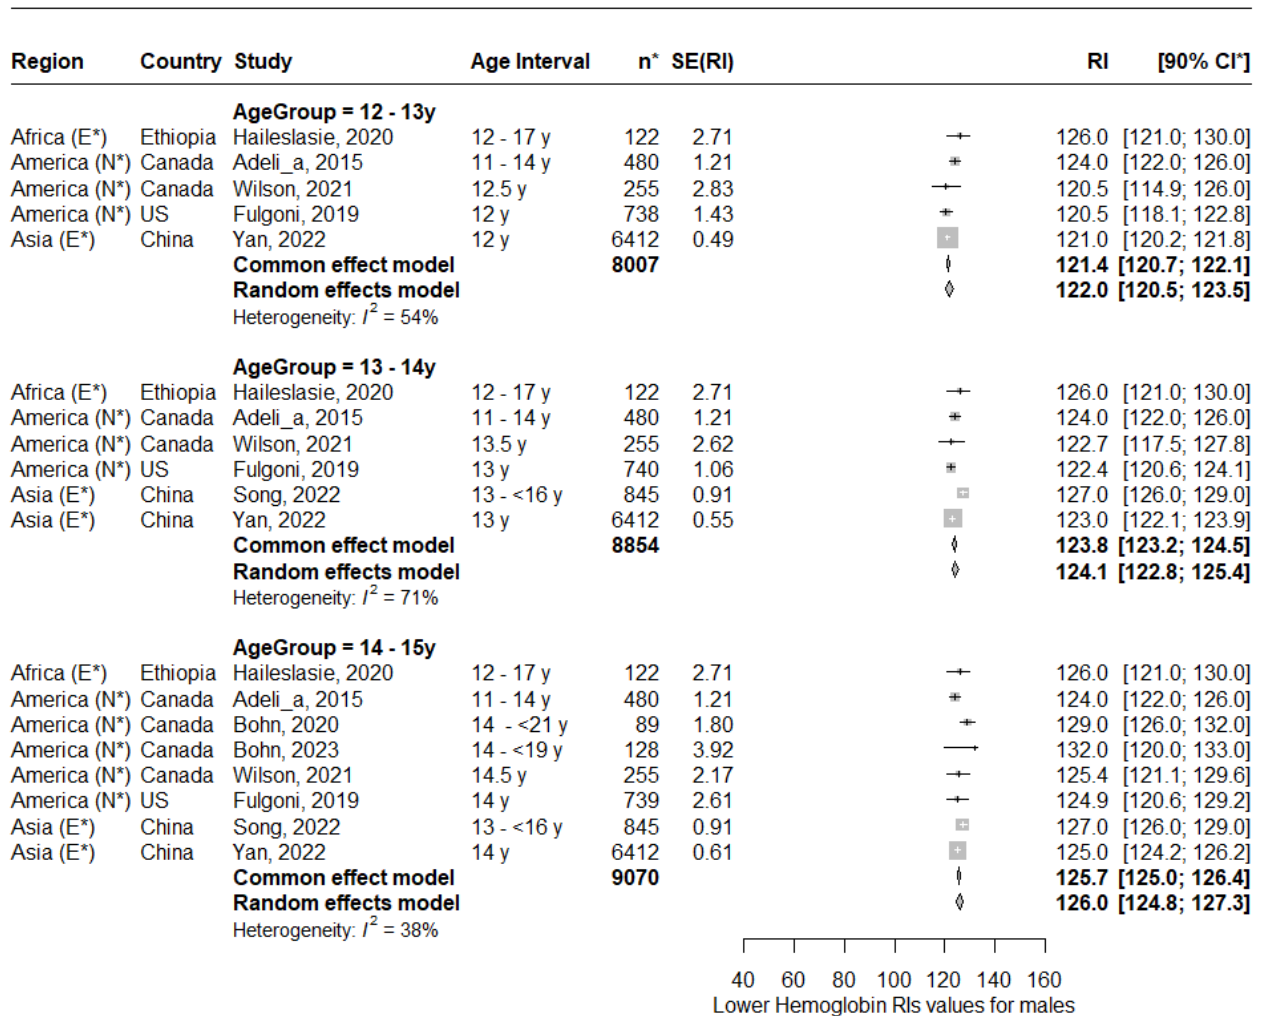 Region Country Study Age Interval n* SE(RI) RI [90% CI*]
AgeGroup = 12 - 13y
Africa (E*) Ethiopia Haileslasie, 2020 12 - 17 y 122 2.71 126.0 [121.0; 130.0]
America (N*) Canada Adeli_a, 2015 11 - 14 y 480 1.21 124.0 [122.0; 126.0]
America (N*) Canada Wilson, 2021 12.5 y 255 2.83 120.5 [114.9; 126.0]
America (N*) US Fulgoni, 2019 12 y 738 1.43 120.5 [118.1; 122.8]
Asia (E*) China Yan, 2022 12 y 6412 0.49 121.0 [120.2; 121.8]
Common effect model 8007 121.4 [120.7; 122.1]
Random effects model 122.0 [120.5; 123.5]
Heterogeneity: I² = 54%
AgeGroup = 13 - 14y
Africa (E*) Ethiopia Haileslasie, 2020 12 - 17 y 122 2.71 126.0 [121.0; 130.0]
America (N*) Canada Adeli_a, 2015 11 - 14 y 480 1.21 124.0 [122.0; 126.0]
America (N*) Canada Wilson, 2021 13.5 y 255 2.62 122.7 [117.5; 127.8]
America (N*) US Fulgoni, 2019 13 y 740 1.06 122.4 [120.6; 124.1]
Asia (E*) China Song, 2022 13 - <16 y 845 0.91 127.0 [126.0; 129.0]
Asia (E*) China Yan, 2022 13 y 6412 0.55 123.0 [122.1; 123.9]
Common effect model 8854 123.8 [123.2; 124.5]
Random effects model 124.1 [122.8; 125.4]
Heterogeneity: I² = 71%
AgeGroup = 14 - 15y
Africa (E*) Ethiopia Haileslasie, 2020 12 - 17 y 122 2.71 126.0 [121.0; 130.0]
America (N*) Canada Adeli_a, 2015 11 - 14 y 480 1.21 124.0 [122.0; 126.0]
America (N*) Canada Bohn, 2020 14 - <21 y 89 1.80 129.0 [126.0; 132.0]
America (N*) Canada Bohn, 2023 14 - <19 y 128 3.92 132.0 [120.0; 133.0]
America (N*) Canada Wilson, 2021 14.5 y 255 2.17 125.4 [121.1; 129.6]
America (N*) US Fulgoni, 2019 14 y 739 2.61 124.9 [120.6; 129.2]
Asia (E*) China Song, 2022 13 - <16 y 845 0.91 127.0 [126.0; 129.0]
Asia (E*) China Yan, 2022 14 y 6412 0.61 125.0 [124.2; 126.2]
Common effect model 9070 125.7 [125.0; 126.4]
Random effects model 126.0 [124.8; 127.3]
Heterogeneity: I² = 38%
40 60 80 100 120 140 160
Lower Hemoglobin RIs values for males